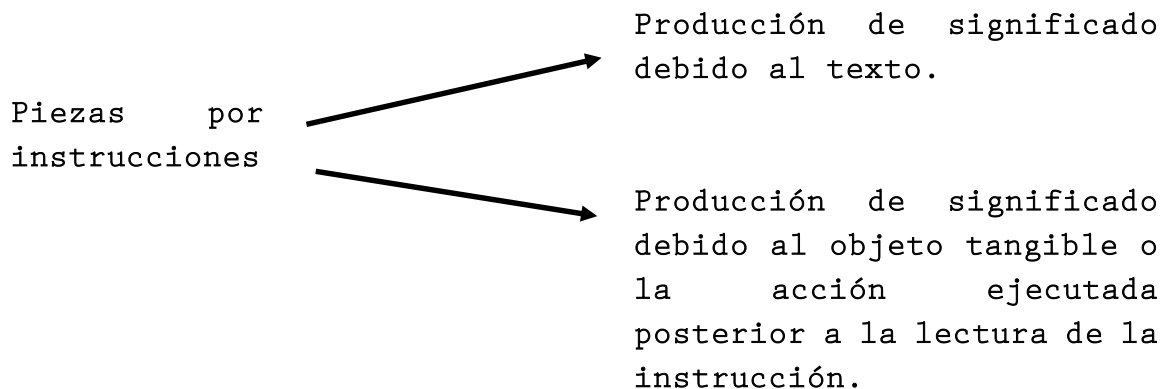 Piezas por
instrucciones
Producción de significado
debido al texto.
Producción de significado
debido al objeto tangible o
la acción ejecutada
posterior a la lectura de la
instrucción.